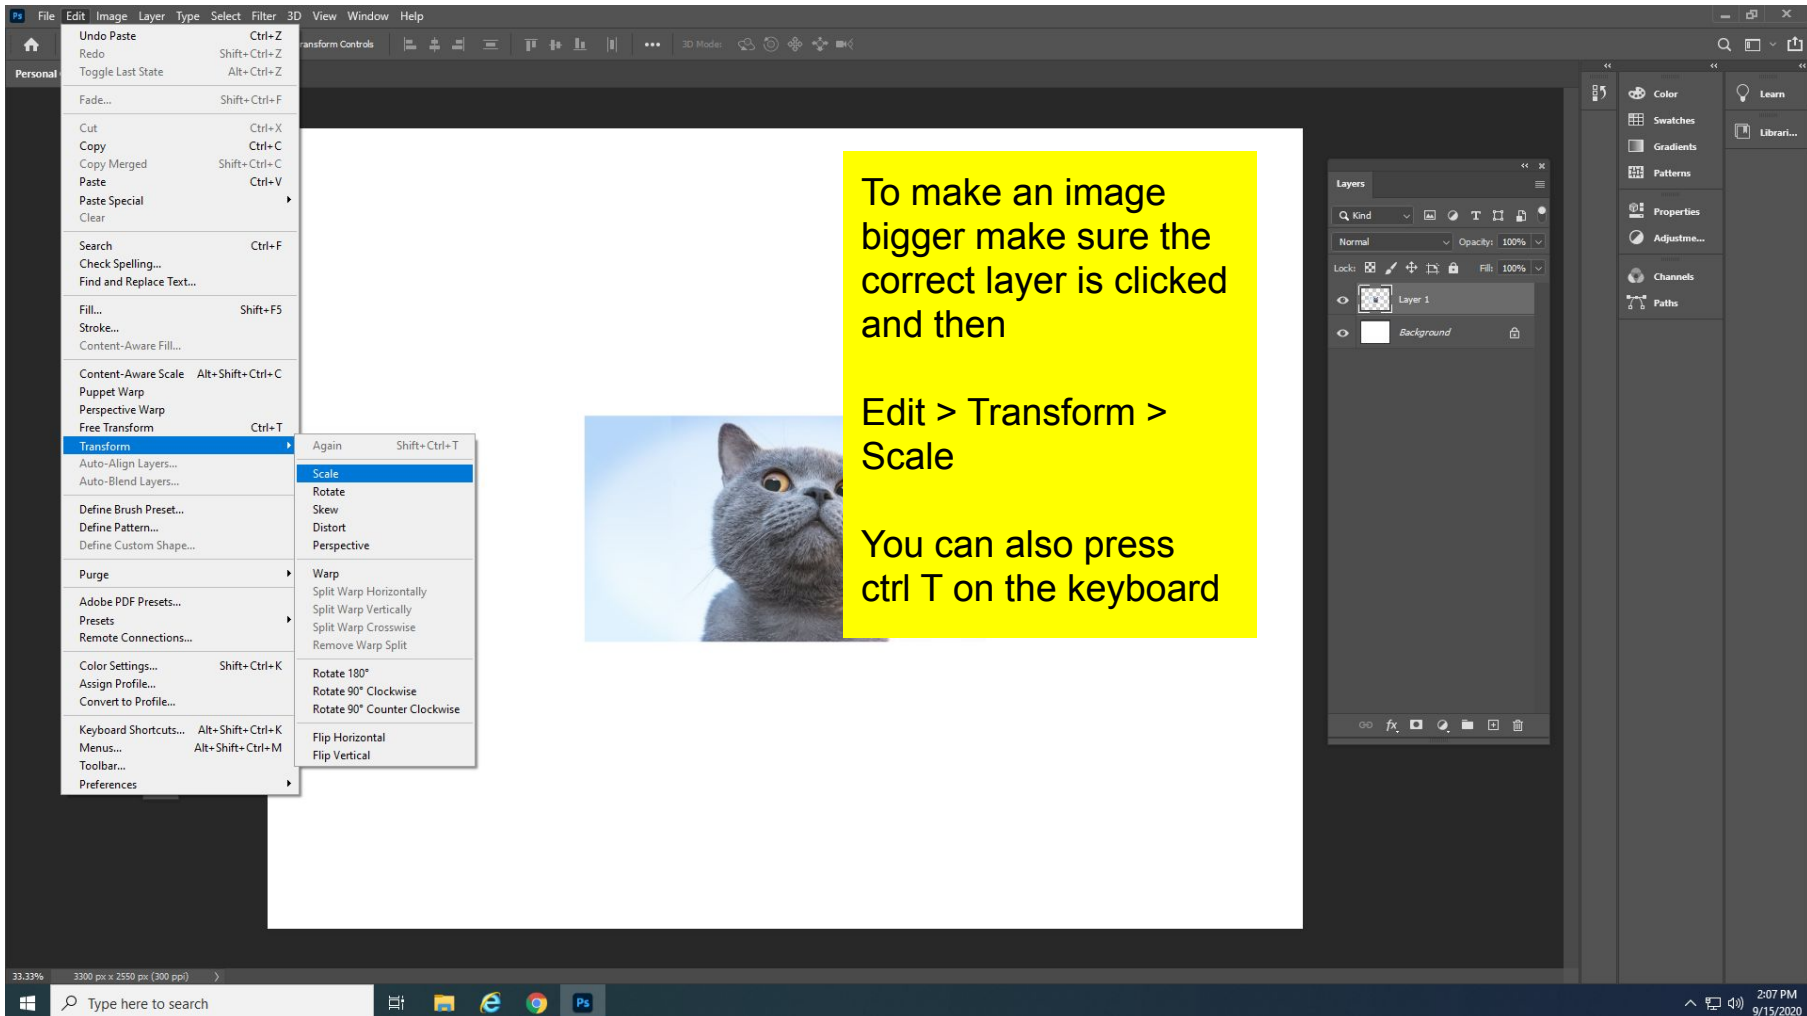 Ps File Edit Image Layer Type Select Filter 3D View Window Help
Undo Paste Ctrl+Z
Redo Shift+Ctrl+Z
Toggle Last State Alt+Ctrl+Z
Fade... Shift+Ctrl+F
Cut Ctrl+X
Copy Ctrl+C
Copy Merged Shift+Ctrl+C
Paste Ctrl+V
Paste Special
Clear
Search Ctrl+F
Check Spelling...
Find and Replace Text...
Fill... Shift+F5
Stroke...
Content-Aware Fill...
Content-Aware Scale Alt+Shift+Ctrl+C
Puppet Warp
Perspective Warp
Free Transform Ctrl+T
Transform
Auto-Align Layers...
Auto-Blend Layers...
Define Brush Preset...
Define Pattern...
Define Custom Shape...
Purge
Adobe PDF Presets...
Presets
Remote Connections...
Color Settings... Shift+Ctrl+K
Assign Profile...
Convert to Profile...
Keyboard Shortcuts... Alt+Shift+Ctrl+K
Menus... Alt+Shift+Ctrl+M
Toolbar...
Preferences
Again Shift+Ctrl+T
Scale
Rotate
Skew
Distort
Perspective
Warp
Split Warp Horizontally
Split Warp Vertically
Split Warp Crosswise
Remove Warp Split
Rotate 180°
Rotate 90° Clockwise
Rotate 90° Counter Clockwise
Flip Horizontal
Flip Vertical
ransform Controls
3D Mode:
Personal
To make an image
bigger make sure the
correct layer is clicked
and then
Edit > Transform >
Scale
You can also press
ctrl T on the keyboard
Layers
Kind
Normal Opacity: 100%
Lock: Fill: 100%
Layer 1
Background
fx
Color
Swatches
Gradients
Patterns
Properties
Adjustme...
Channels
Paths
Learn
Librari...
33.33% 3300 px x 2550 px (300 ppi)
Type here to search
Ps
2:07 PM
9/15/2020